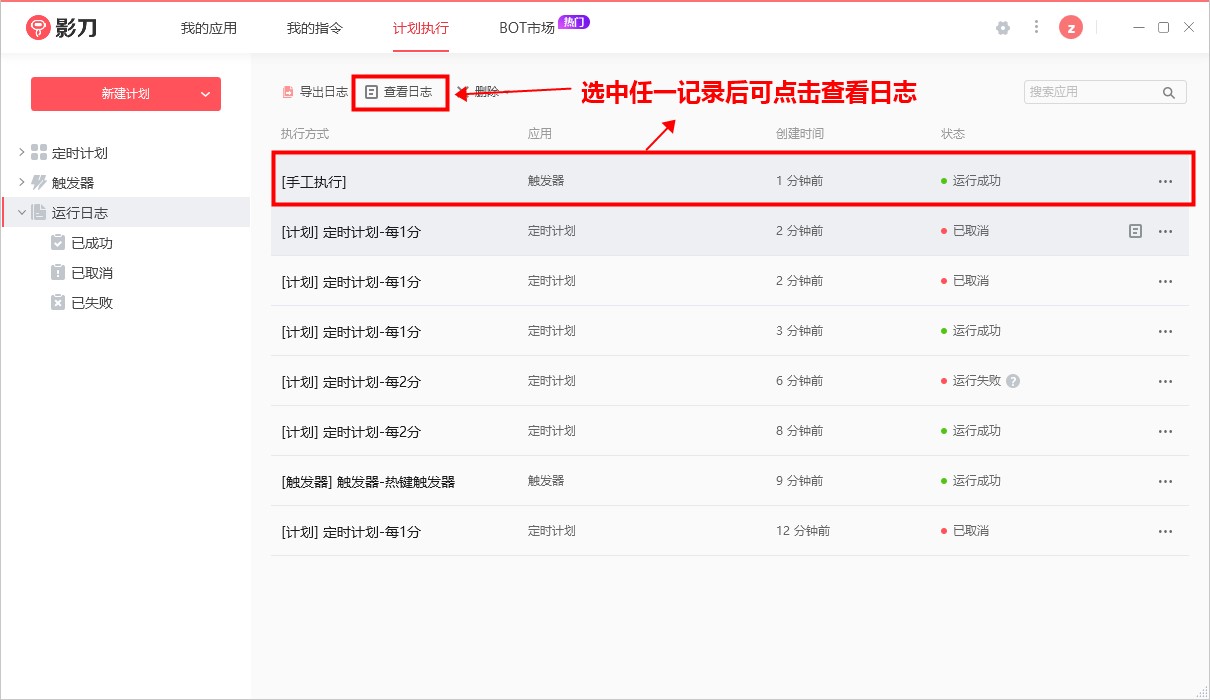 影刀 我的应用 我的指令 计划执行 BOT市场 热门 z
新建计划
导出日志 查看日志 删除 选中任一记录后可点击查看日志 搜索应用
执行方式 应用 创建时间 状态
定时计划
触发器
运行日志
已成功
已取消
已失败
[手工执行] 触发器 1 分钟前 运行成功
[计划] 定时计划-每1分 定时计划 2 分钟前 已取消
[计划] 定时计划-每1分 定时计划 2 分钟前 已取消
[计划] 定时计划-每1分 定时计划 3 分钟前 运行成功
[计划] 定时计划-每2分 定时计划 6 分钟前 运行失败 ?
[计划] 定时计划-每2分 定时计划 8 分钟前 运行成功
[触发器] 触发器-热键触发器 触发器 9 分钟前 运行成功
[计划] 定时计划-每1分 定时计划 12 分钟前 已取消